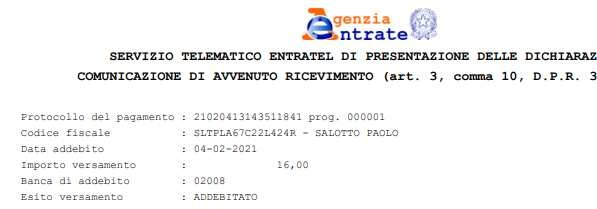 genzia
ntrate
SERVIZIO TELEMATICO ENTRATEL DI PRESENTAZIONE DELLE DICHIARAZ
COMUNICAZIONE DI AVVENUTO RICEVIMENTO (art. 3, comma 10, D.P.R. 3
Protocollo del pagamento : 21020413143511841 prog. 000001
Codice fiscale : SLTPLA67C22L424R - SALOTTO PAOLO
Data addebito : 04-02-2021
Importo versamento : 16,00
Banca di addebito : 02008
Esito versamento : ADDEBITATO